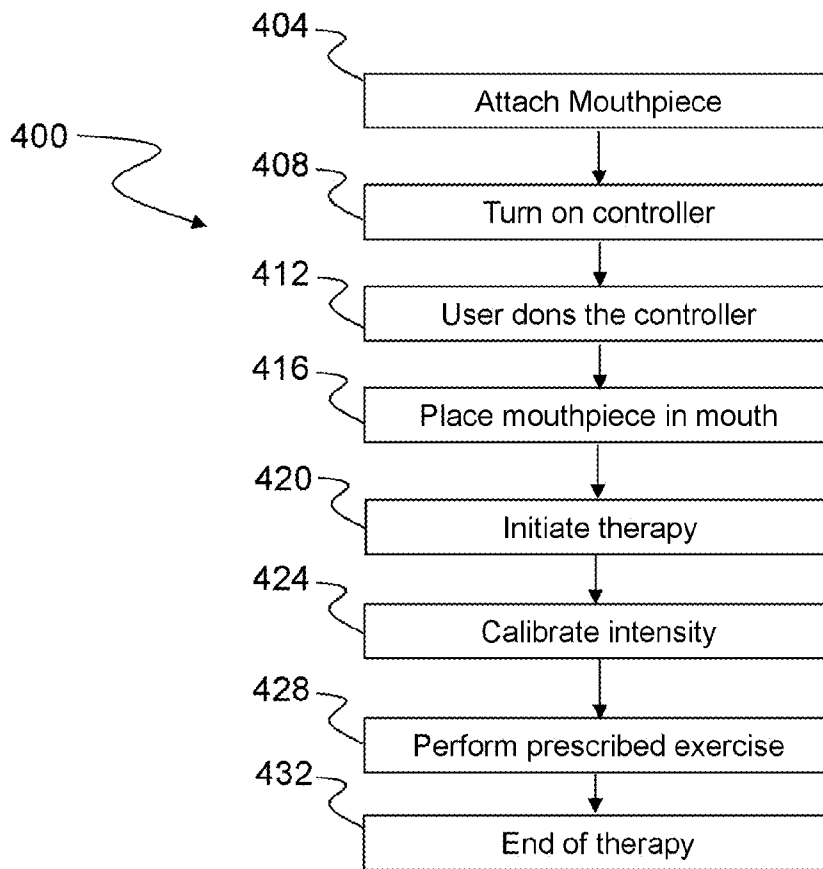 404
Attach Mouthpiece
400
408
Turn on controller
412
User dons the controller
416
Place mouthpiece in mouth
420
Initiate therapy
424
Calibrate intensity
428
Perform prescribed exercise
432
End of therapy